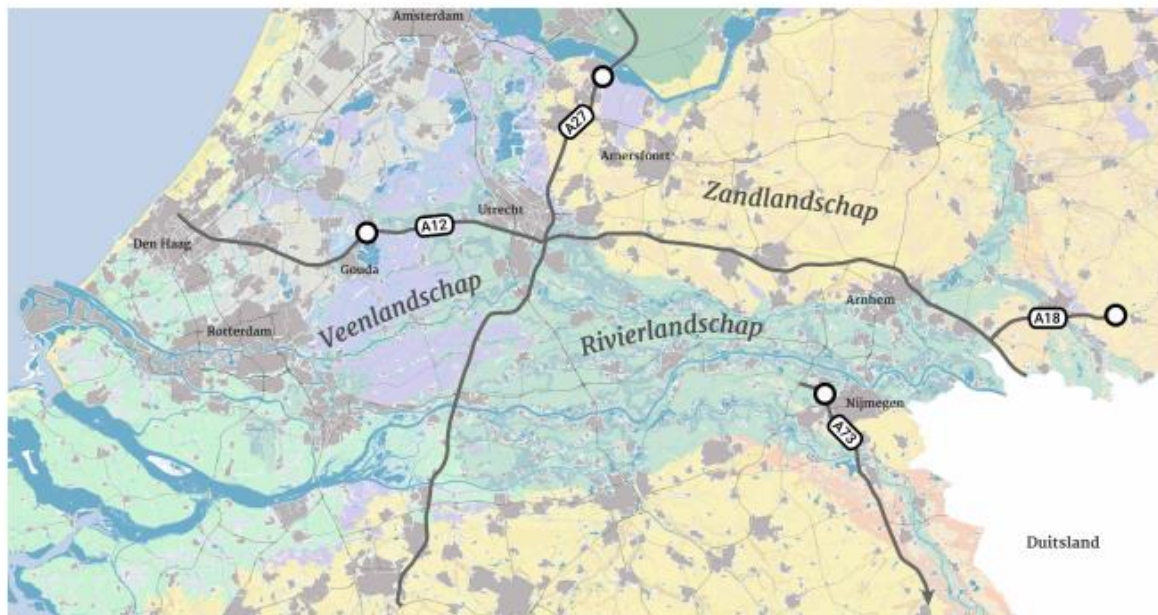 Amsterdam
A27
Amersfoort
Zandlandschap
Utrecht
A12
Den Haag
Gouda
Veenlandschap
Arnhem
Rivierlandschap
A18
Rotterdam
Nijmegen
A73
Duitsland